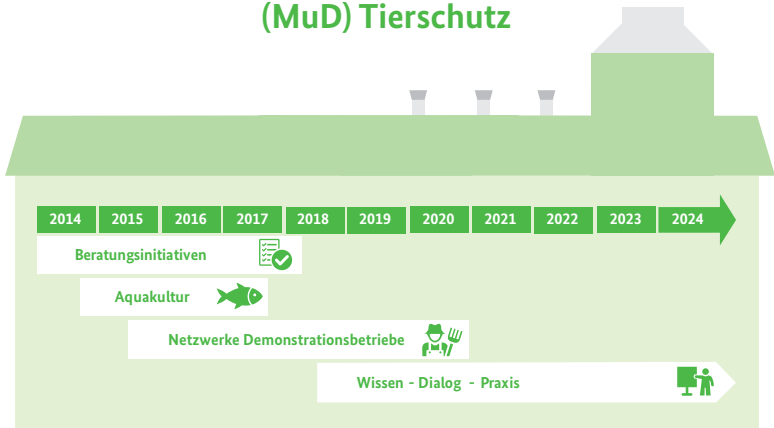 (MuD) Tierschutz
2014 2015 2016 2017 2018 2019 2020 2021 2022 2023 2024
Beratungsinitiativen
Aquakultur
Netzwerke Demonstrationsbetriebe
Wissen - Dialog - Praxis